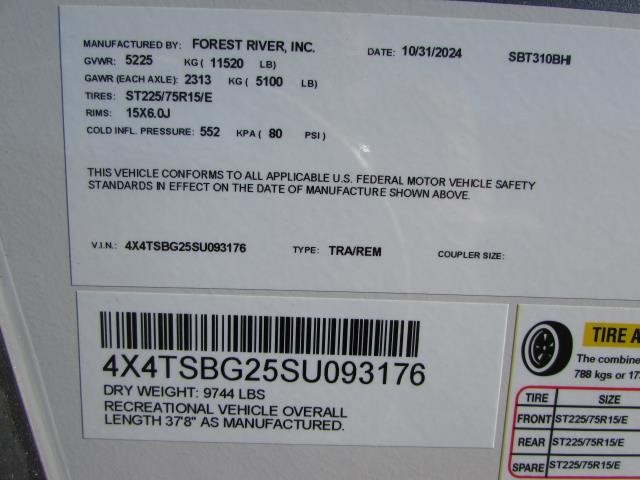 MANUFACTURED BY: FOREST RIVER, INC. DATE: 10/31/2024 SBT310BHI
GVWR: 5225 KG ( 11520 LB)
GAWR (EACH AXLE): 2313 KG ( 5100 LB)
TIRES: ST225/75R15/E
RIMS: 15X6.0J
COLD INFL. PRESSURE: 552 KPA ( 80 PSI)
THIS VEHICLE CONFORMS TO ALL APPLICABLE U.S. FEDERAL MOTOR VEHICLE SAFETY
STANDARDS IN EFFECT ON THE DATE OF MANUFACTURE SHOWN ABOVE.
V.I.N.: 4X4TSBG25SU093176 TYPE: TRA/REM COUPLER SIZE:
4X4TSBG25SU093176
DRY WEIGHT: 9744 LBS
RECREATIONAL VEHICLE OVERALL
LENGTH 37'8" AS MANUFACTURED.
TIRE A
The combine
788 kgs or 17
TIRE SIZE
FRONT ST225/75R15/E
REAR ST225/75R15/E
SPARE ST225/75R15/E